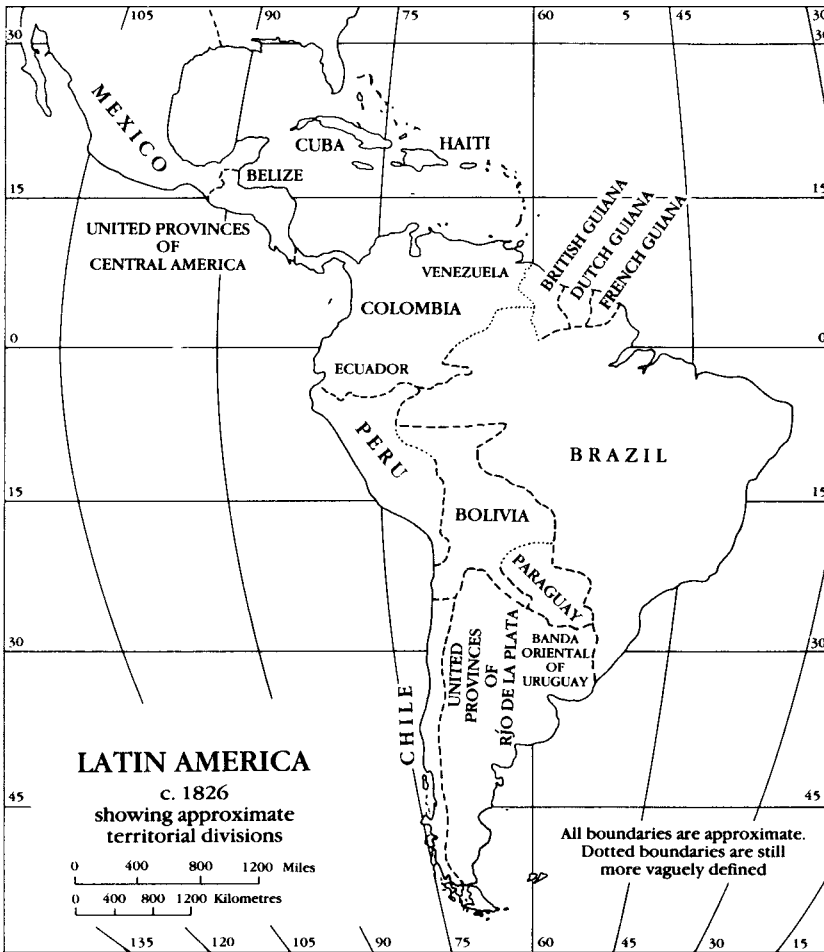 105
90
75
60
5
45
30
30
30
MEXICO
CUBA
HAITI
BELIZE
15
15
UNITED PROVINCES
OF
CENTRAL AMERICA
BRITISH GUIANA
DUTCH GUIANA
FRENCH GUIANA
VENEZUELA
COLOMBIA
0
0
ECUADOR
PERU
BRAZIL
15
15
BOLIVIA
PARAGUAY
30
30
UNITED
PROVINCES
OF
RÍO DE LA PLATA
BANDA
ORIENTAL
OF
URUGUAY
CHILE
LATIN AMERICA
c. 1826
showing approximate
territorial divisions
45
45
0 400 800 1200 Miles
0 400 800 1200 Kilometres
All boundaries are approximate.
Dotted boundaries are still
more vaguely defined
135
120
105
90
75
60
45
30
15